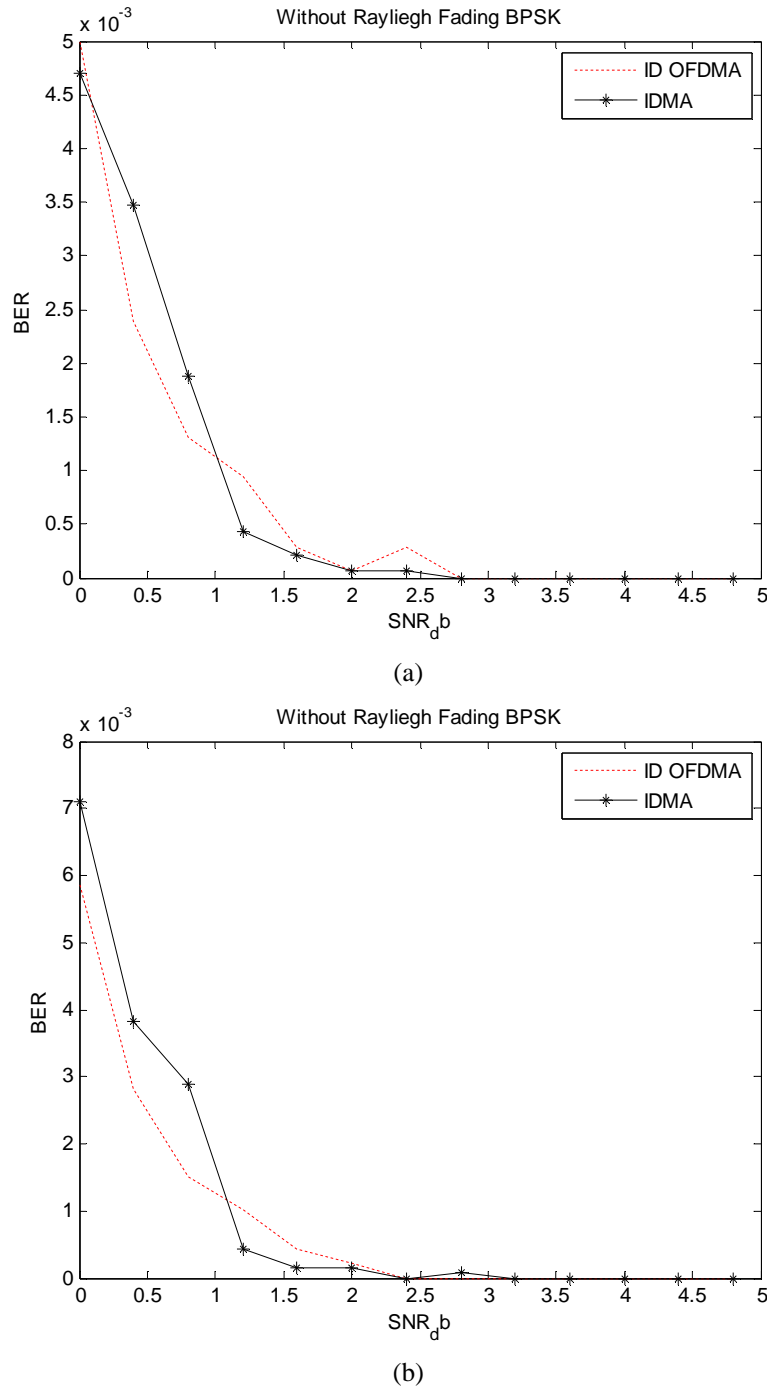 x 10^-3
Without Rayliegh Fading BPSK
5
4.5
4
3.5
3
2.5
2
1.5
1
0.5
0
BER
ID OFDMA
IDMA
0 0.5 1 1.5 2 2.5 3 3.5 4 4.5 5
SNR_db
(a)
x 10^-3
Without Rayliegh Fading BPSK
8
7
6
5
4
3
2
1
0
BER
ID OFDMA
IDMA
0 0.5 1 1.5 2 2.5 3 3.5 4 4.5 5
SNR_db
(b)